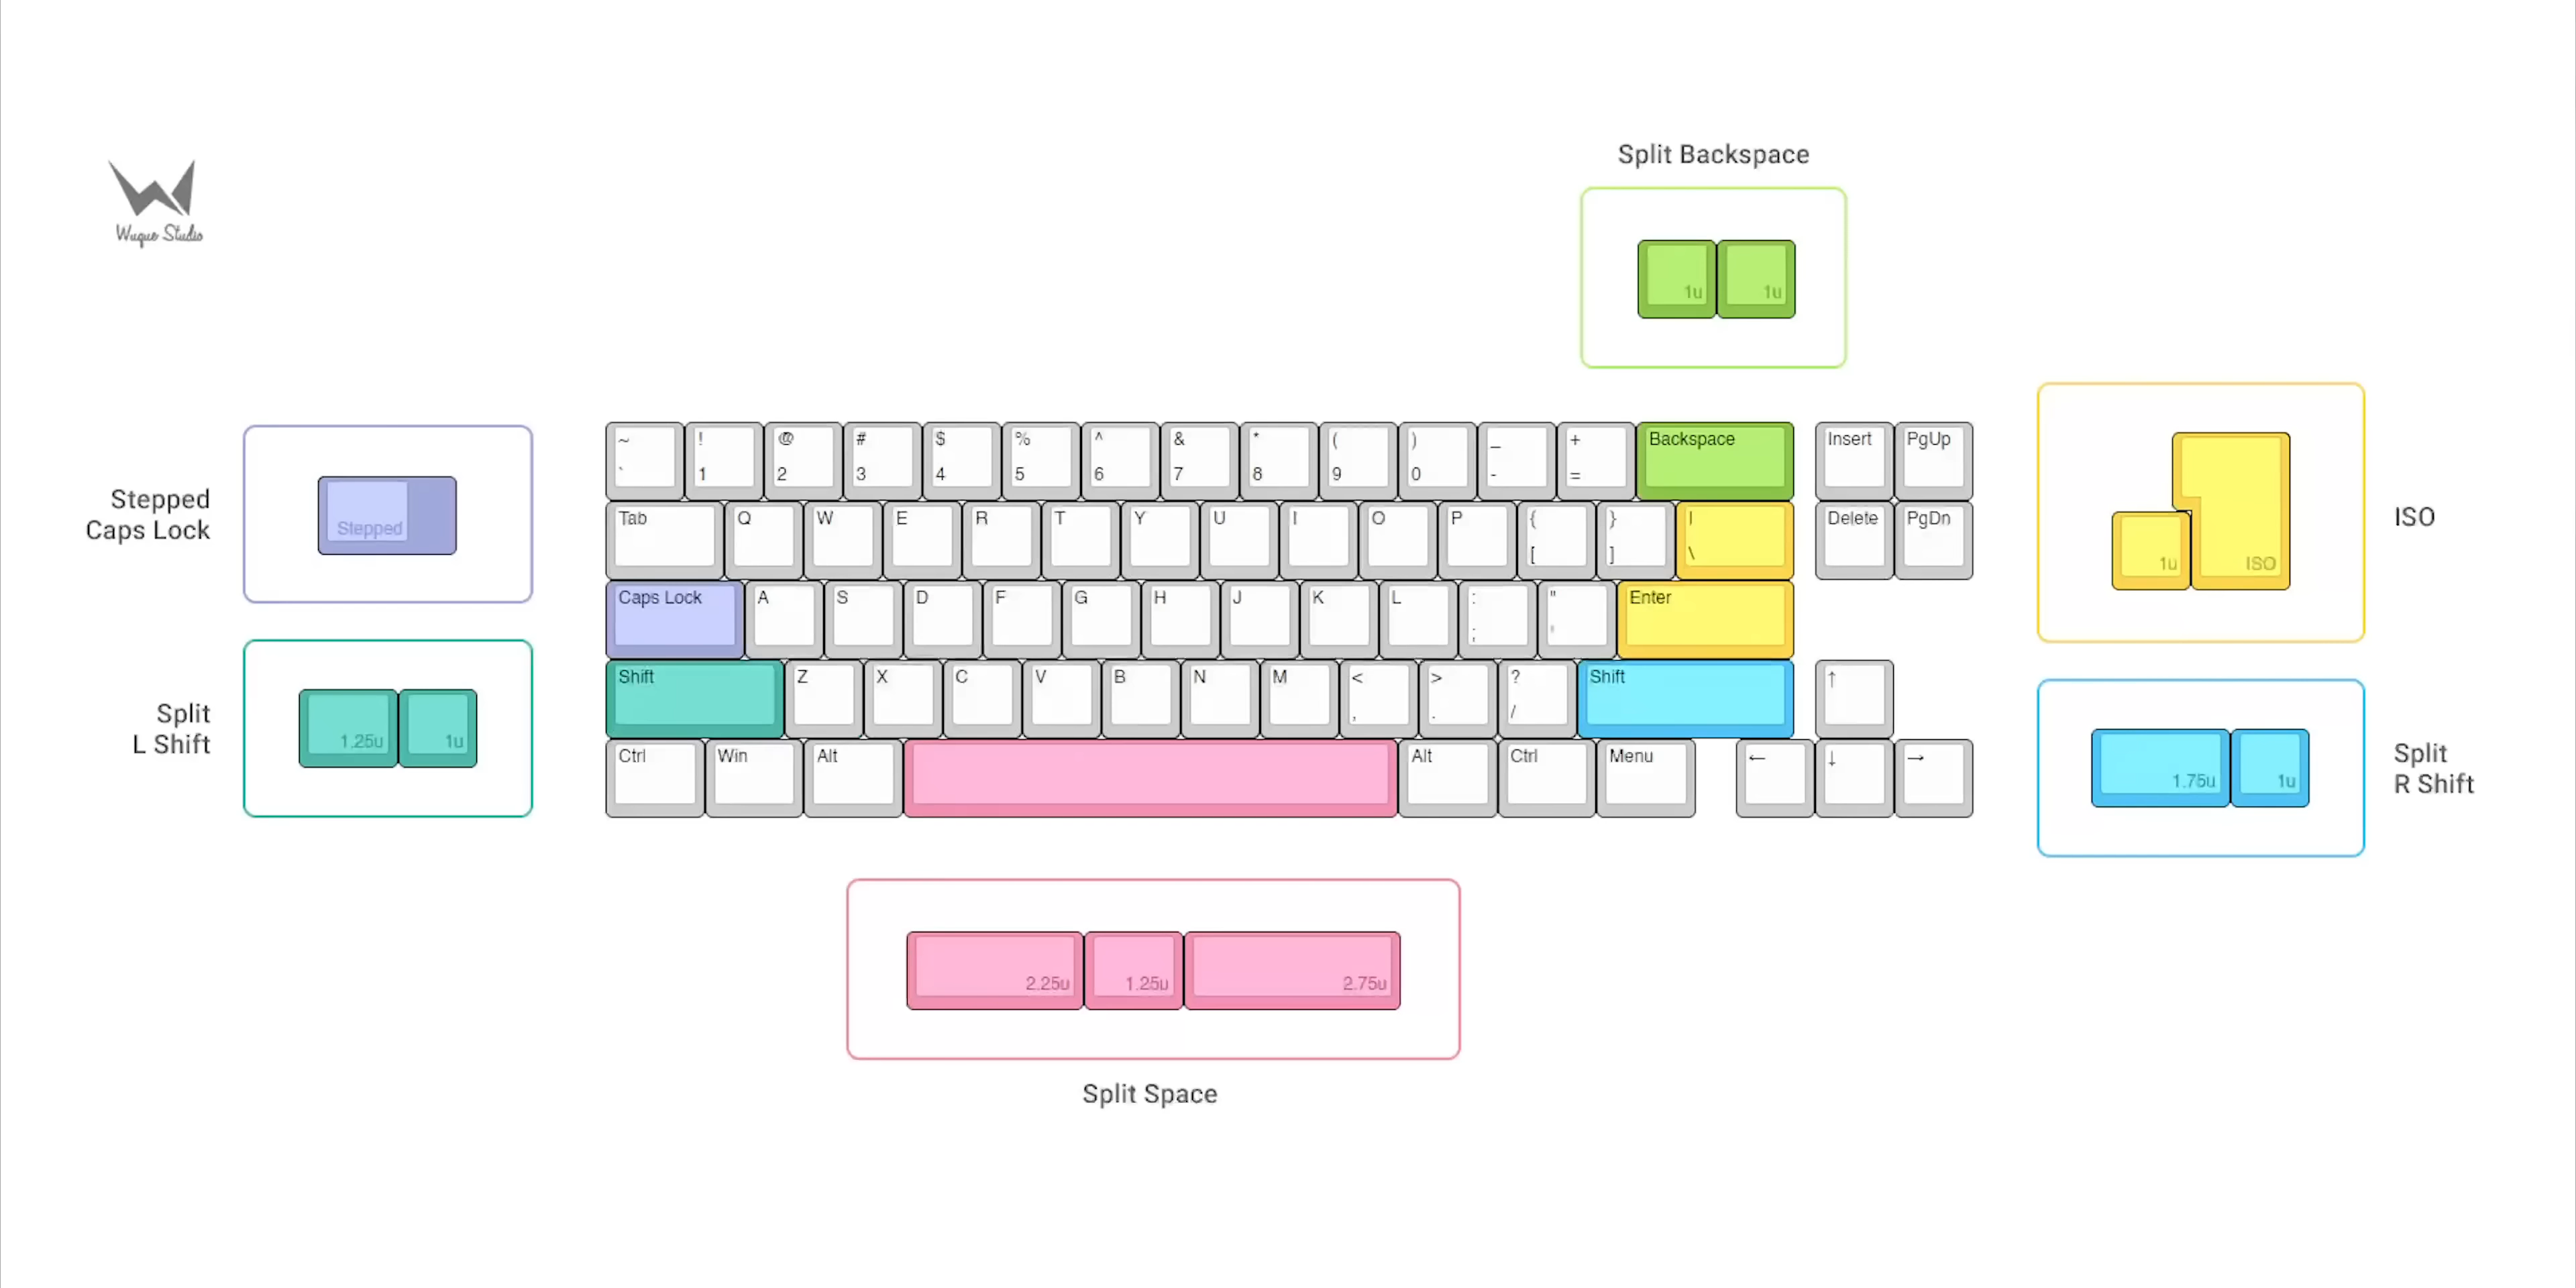 Split Backspace
Wuque Studio
1u 1u
~ ! @ # $ % ^ & * ( ) _ + Backspace Insert PgUp
` 1 2 3 4 5 6 7 8 9 0 - =
Stepped
Caps Lock
Stepped
Tab Q W E R T Y U I O P { } | Delete PgDn
[ ] \
1u ISO
ISO
Caps Lock A S D F G H J K L : " Enter
; '
Split
L Shift
1.25u 1u
Shift Z X C V B N M < > ? Shift ↑
, . /
Ctrl Win Alt Alt Ctrl Menu ← ↓ →
1.75u 1u
Split
R Shift
2.25u 1.25u 2.75u
Split Space